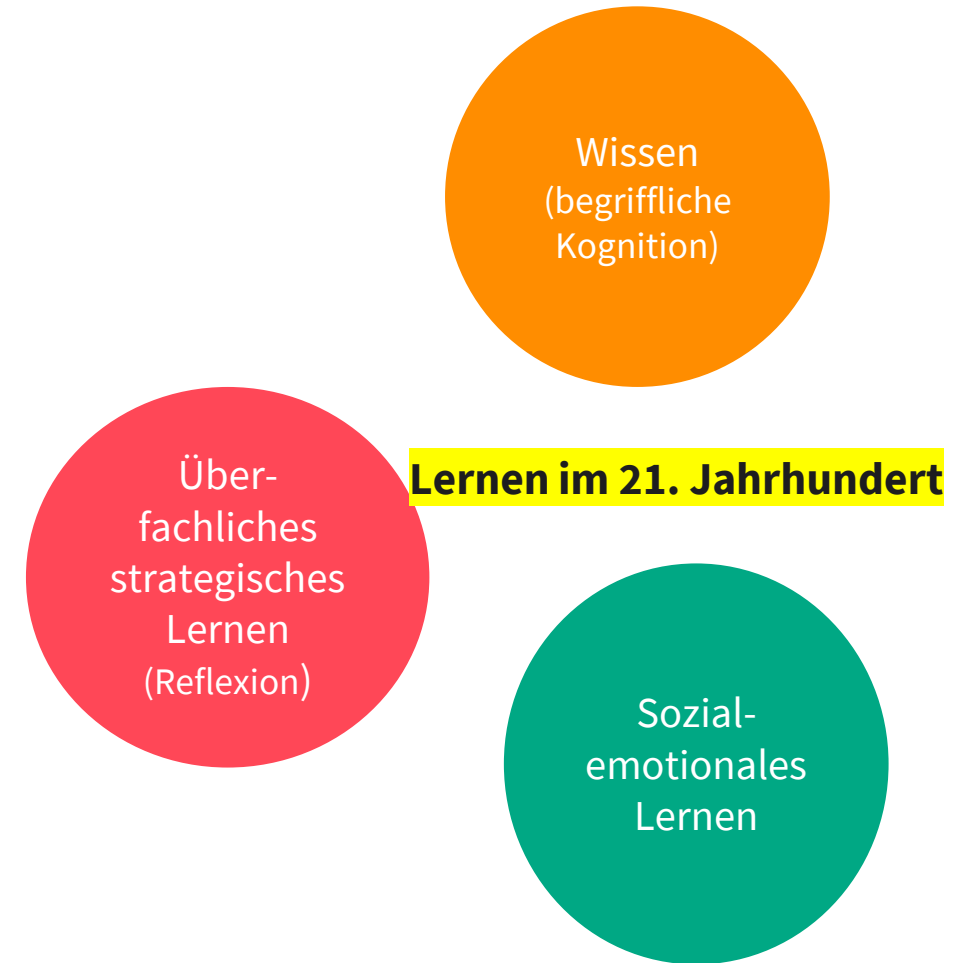 Wissen
(begriffliche
Kognition)
Über-
fachliches
strategisches
Lernen
(Reflexion)
Lernen im 21. Jahrhundert
Sozial-
emotionales
Lernen